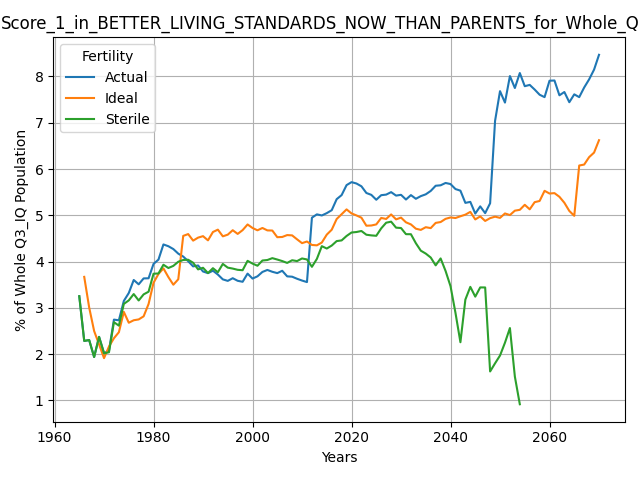 Score_1_in_BETTER_LIVING_STANDARDS_NOW_THAN_PARENTS_for_Whole_Q
Fertility
Actual
Ideal
Sterile
% of Whole Q3_IQ Population
8
7
6
5
4
3
2
1
1960 1980 2000 2020 2040 2060
Years